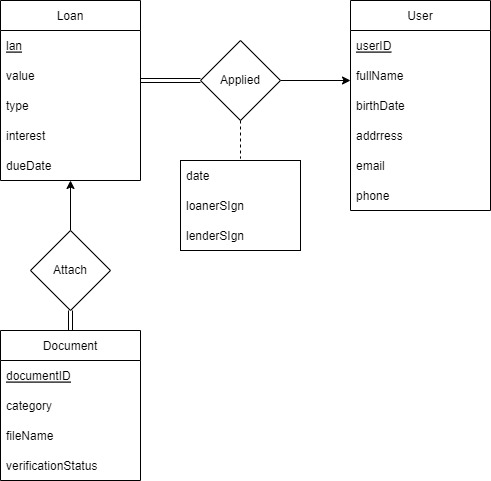 Loan
lan
value
type
interest
dueDate
Applied
User
userID
fullName
birthDate
addrress
email
phone
date
loanerSIgn
lenderSIgn
Attach
Document
documentID
category
fileName
verificationStatus